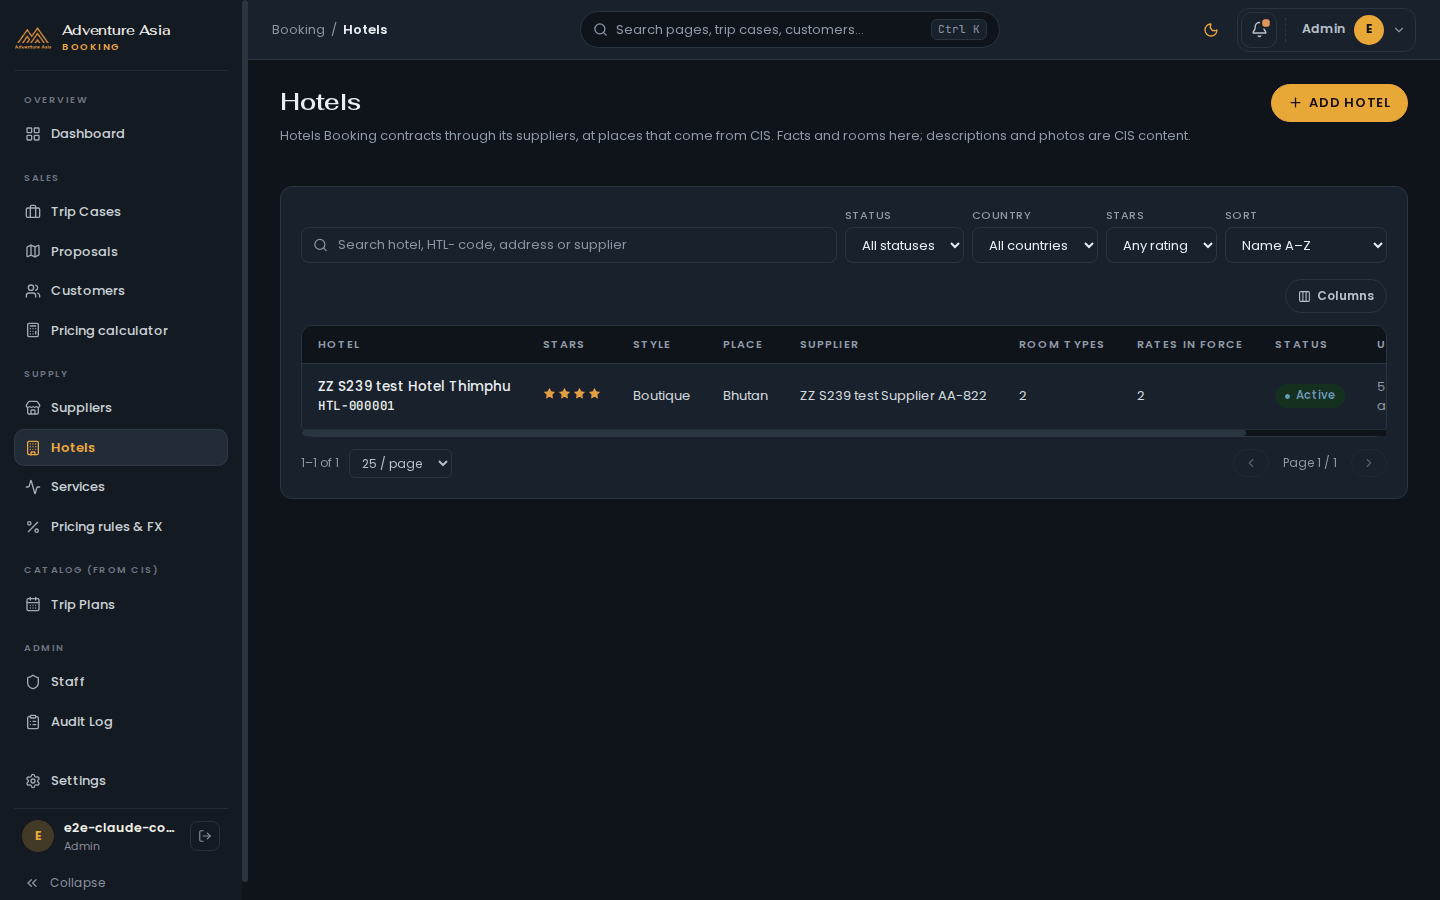 Adventure Asia
BOOKING
Adventure Asia
OVERVIEW
Dashboard
SALES
Trip Cases
Proposals
Customers
Pricing calculator
SUPPLY
Suppliers
Hotels
Services
Pricing rules & FX
CATALOG (FROM CIS)
Trip Plans
ADMIN
Staff
Audit Log
Settings
E
e2e-claude-co...
Admin
Collapse
Booking / Hotels
Search pages, trip cases, customers...
Ctrl K
Admin
E
Hotels
ADD HOTEL
Hotels Booking contracts through its suppliers, at places that come from CIS. Facts and rooms here; descriptions and photos are CIS content.
STATUS COUNTRY STARS SORT
Search hotel, HTL- code, address or supplier
All statuses All countries Any rating Name A–Z
Columns
HOTEL STARS STYLE PLACE SUPPLIER ROOM TYPES RATES IN FORCE STATUS U
ZZ S239 test Hotel Thimphu
HTL-000001
Boutique Bhutan ZZ S239 test Supplier AA-822 2 2 Active
5
a
1–1 of 1 25 / page Page 1 / 1